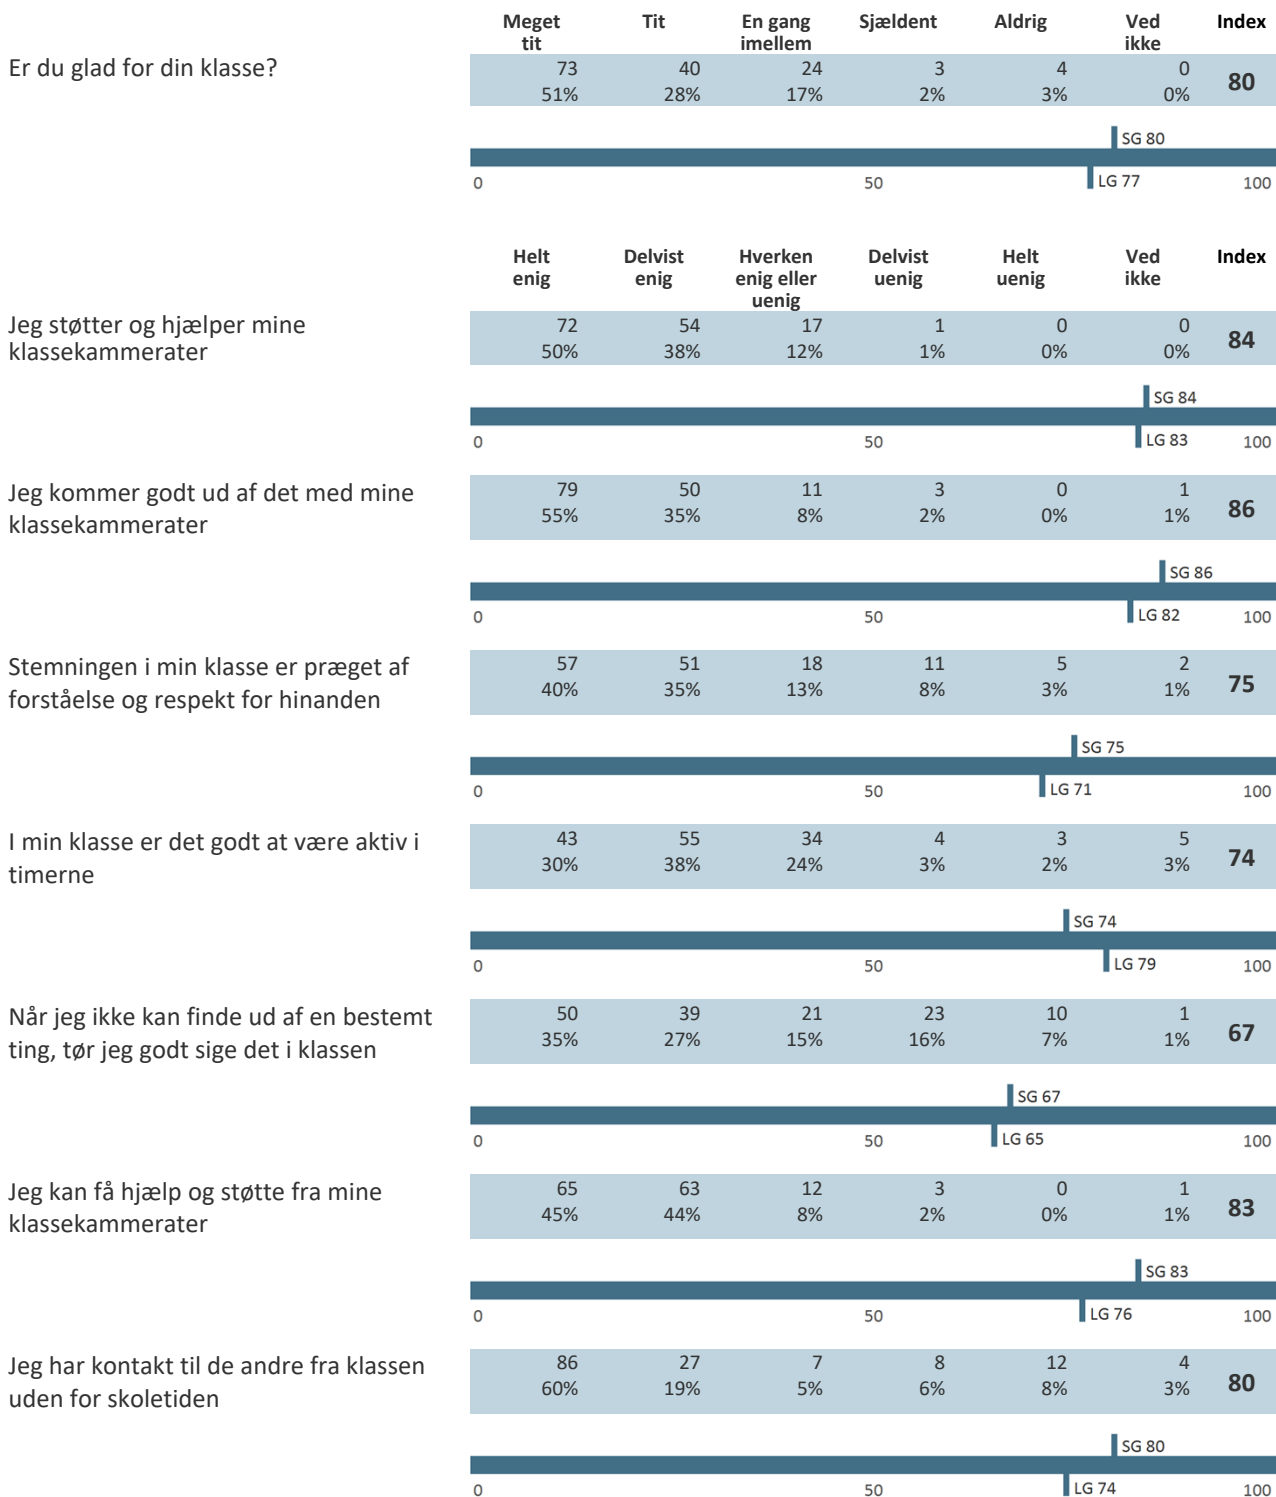 Meget tit Tit En gang imellem Sjældent Aldrig Ved ikke Index
Er du glad for din klasse?
73 40 24 3 4 0 80
51% 28% 17% 2% 3% 0%
SG 80
0 50 LG 77 100
Helt enig Delvist enig Hverken enig eller uenig Delvist uenig Helt uenig Ved ikke Index
Jeg støtter og hjælper mine
klassekammerater
72 54 17 1 0 0 84
50% 38% 12% 1% 0% 0%
SG 84
0 50 LG 83 100
Jeg kommer godt ud af det med mine
klassekammerater
79 50 11 3 0 1 86
55% 35% 8% 2% 0% 1%
SG 86
0 50 LG 82 100
Stemningen i min klasse er præget af
forståelse og respekt for hinanden
57 51 18 11 5 2 75
40% 35% 13% 8% 3% 1%
SG 75
0 50 LG 71 100
I min klasse er det godt at være aktiv i
timerne
43 55 34 4 3 5 74
30% 38% 24% 3% 2% 3%
SG 74
0 50 LG 79 100
Når jeg ikke kan finde ud af en bestemt
ting, tør jeg godt sige det i klassen
50 39 21 23 10 1 67
35% 27% 15% 16% 7% 1%
SG 67
0 50 LG 65 100
Jeg kan få hjælp og støtte fra mine
klassekammerater
65 63 12 3 0 1 83
45% 44% 8% 2% 0% 1%
SG 83
0 50 LG 76 100
Jeg har kontakt til de andre fra klassen
uden for skoletiden
86 27 7 8 12 4 80
60% 19% 5% 6% 8% 3%
SG 80
0 50 LG 74 100